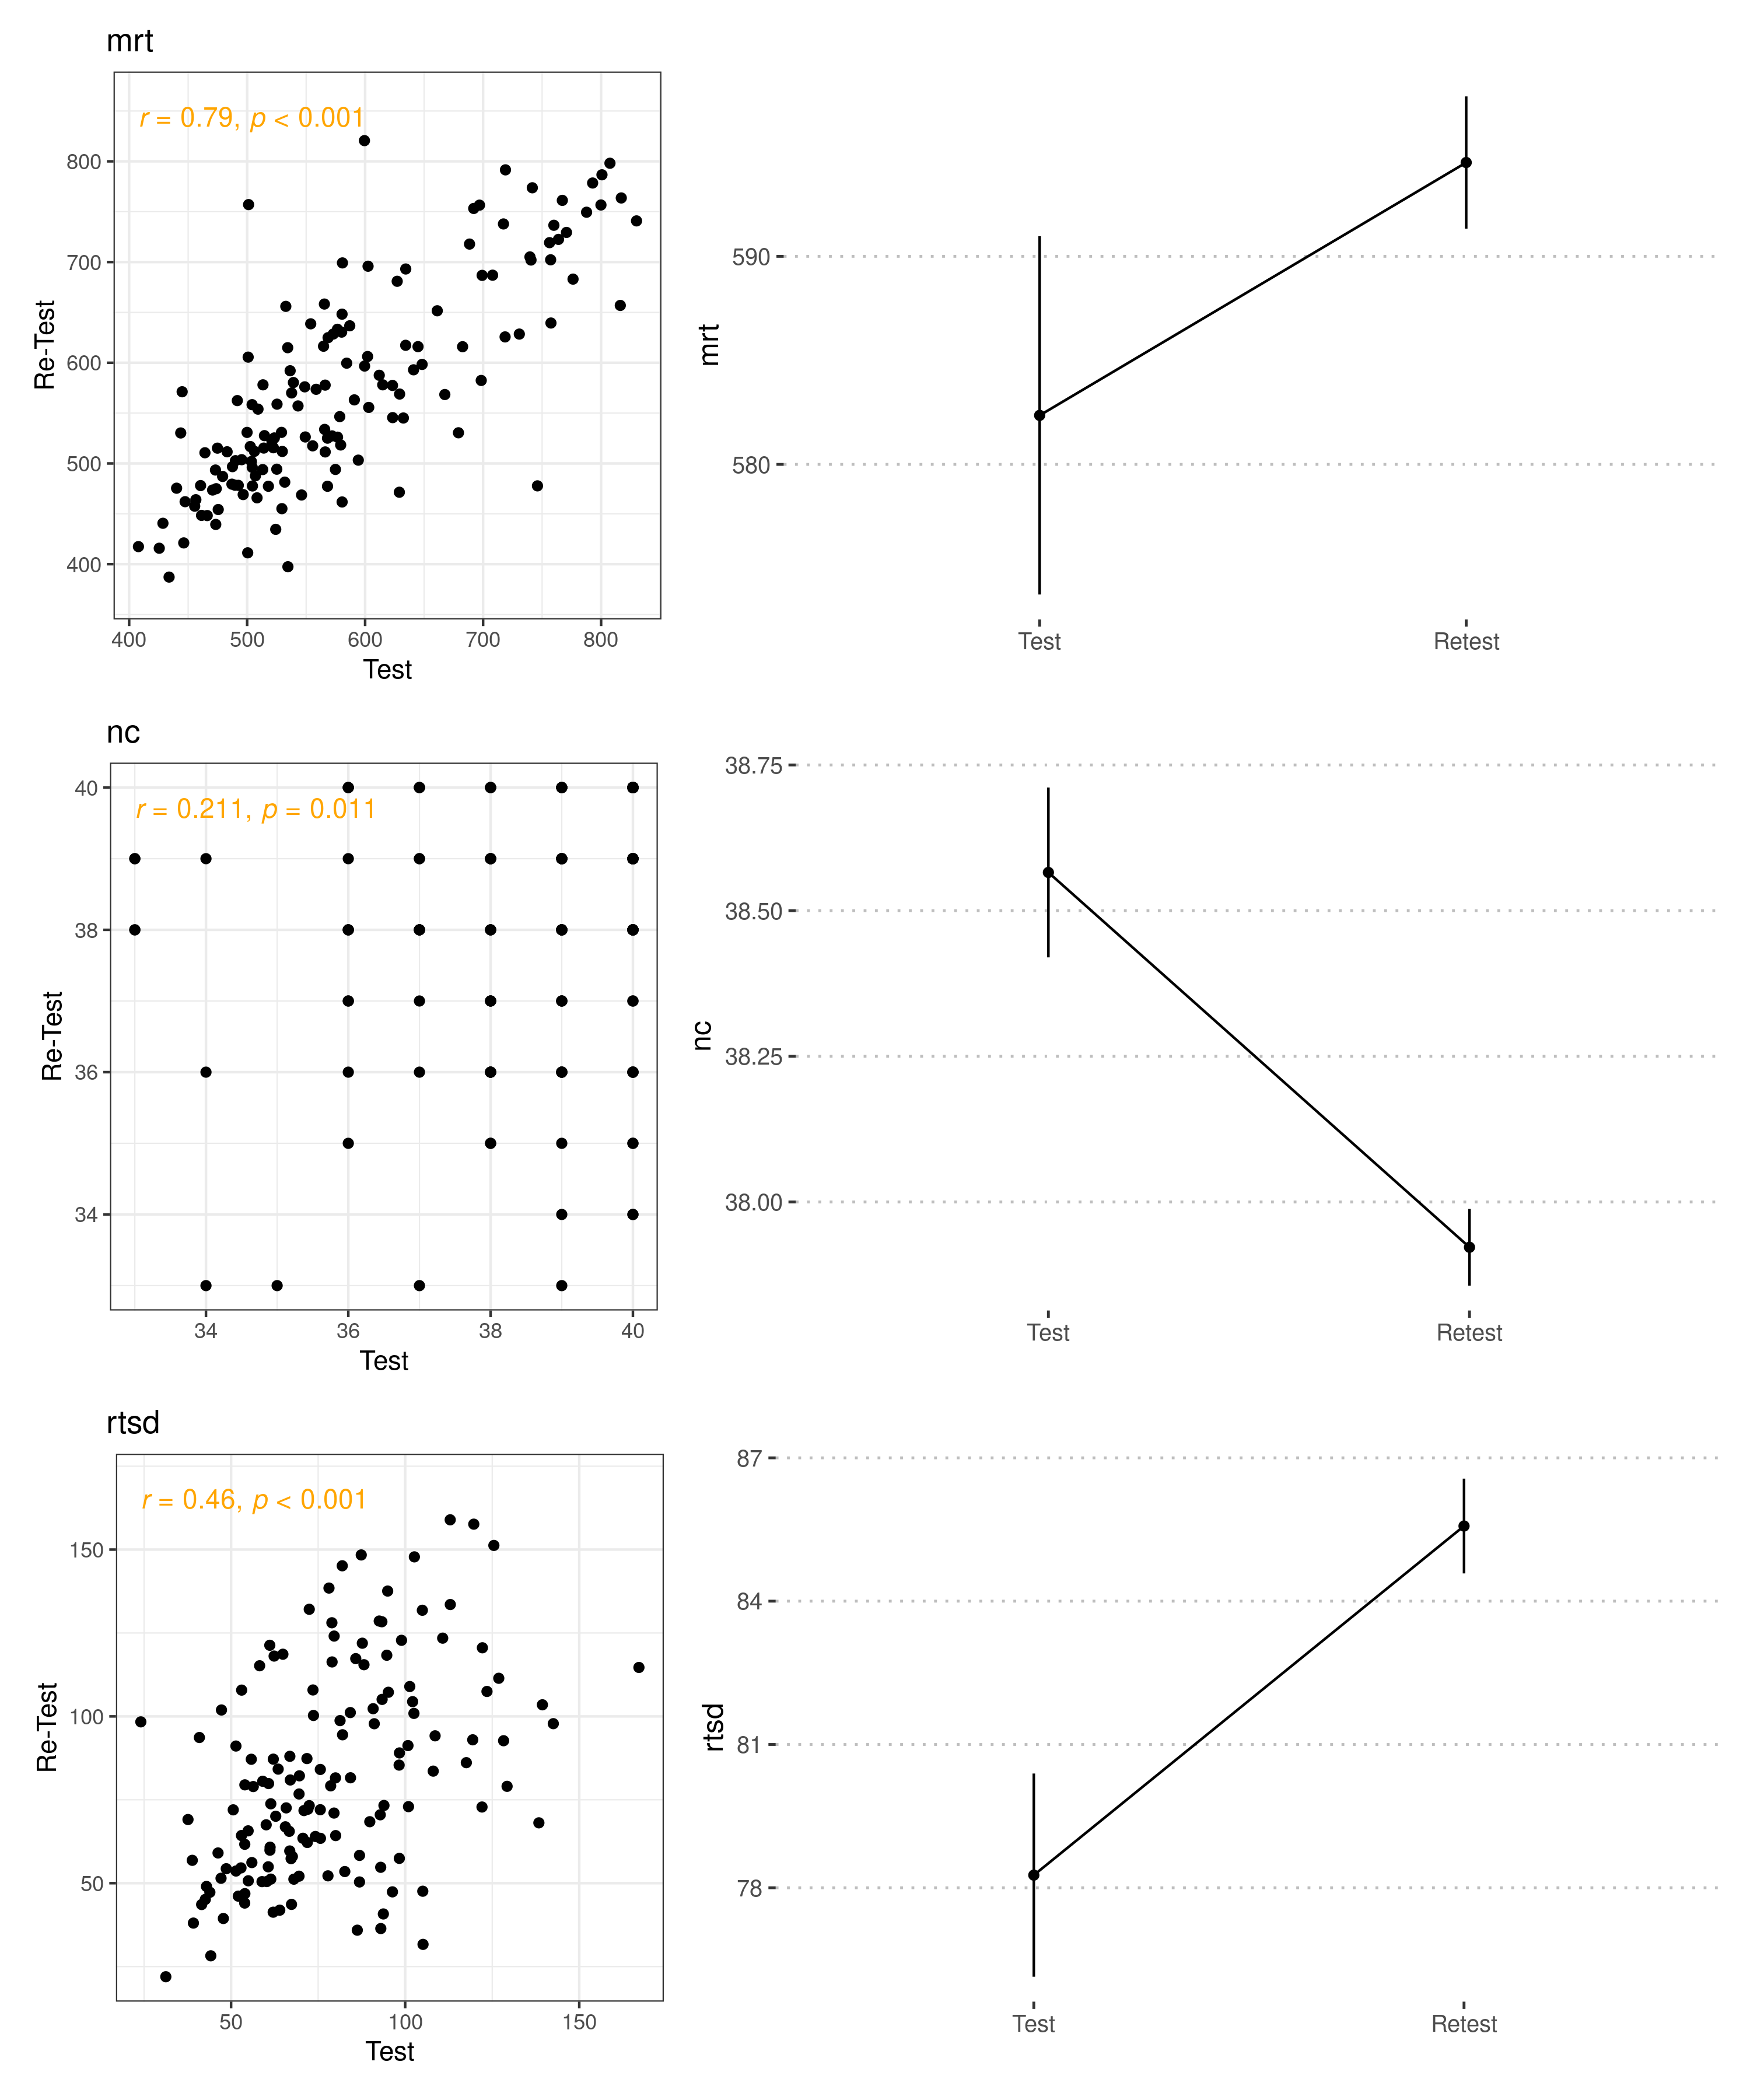 mrt
r = 0.79, p < 0.001
800
700
600
500
400
Re-Test
400 500 600 700 800
Test
590
580
mrt
Test Retest
nc
r = 0.211, p = 0.011
40
38
36
34
Re-Test
34 36 38 40
Test
38.75
38.50
38.25
38.00
nc
Test Retest
rtsd
r = 0.46, p < 0.001
150
100
50
Re-Test
50 100 150
Test
87
84
81
78
rtsd
Test Retest